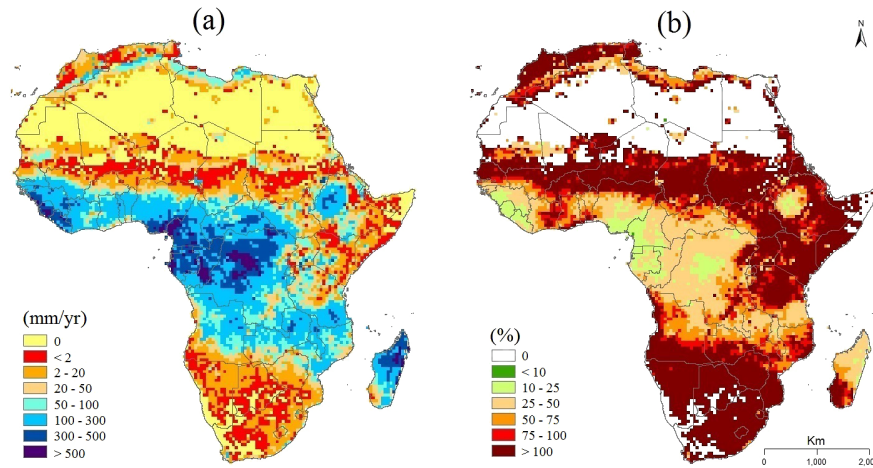 (a)
(b)
N
(mm/yr)
0
< 2
2 - 20
20 - 50
50 - 100
100 - 300
300 - 500
> 500
(%)
0
< 10
10 - 25
25 - 50
50 - 75
75 - 100
> 100
Km
0 1,000 2,00